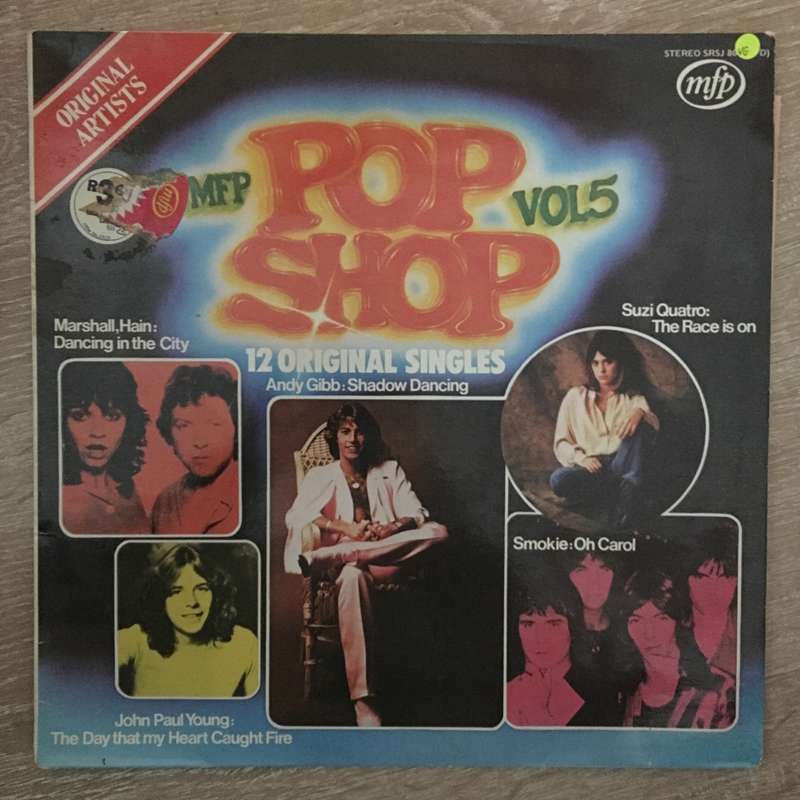 ORIGINAL
ARTISTS
STEREO SRSJ
mfp
R3
mfp
MFP
POP
SHOP
VOL5
12 ORIGINAL SINGLES
Marshall, Hain:
Dancing in the City
Andy Gibb: Shadow Dancing
Suzi Quatro:
The Race is on
Smokie: Oh Carol
John Paul Young:
The Day that my Heart Caught Fire